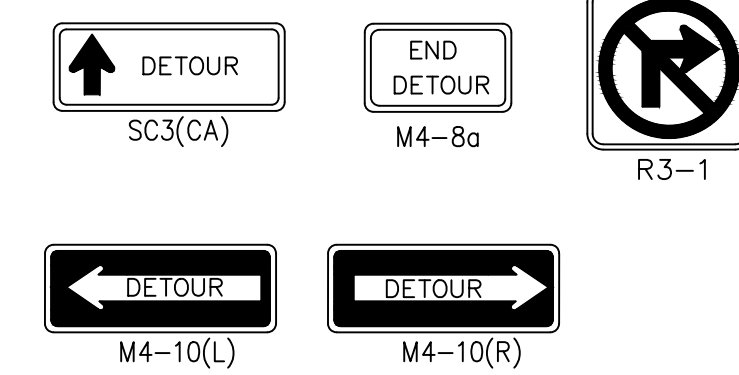 DETOUR
SC3(CA)
END
DETOUR
M4-8a
R3-1
DETOUR
M4-10(L)
DETOUR
M4-10(R)